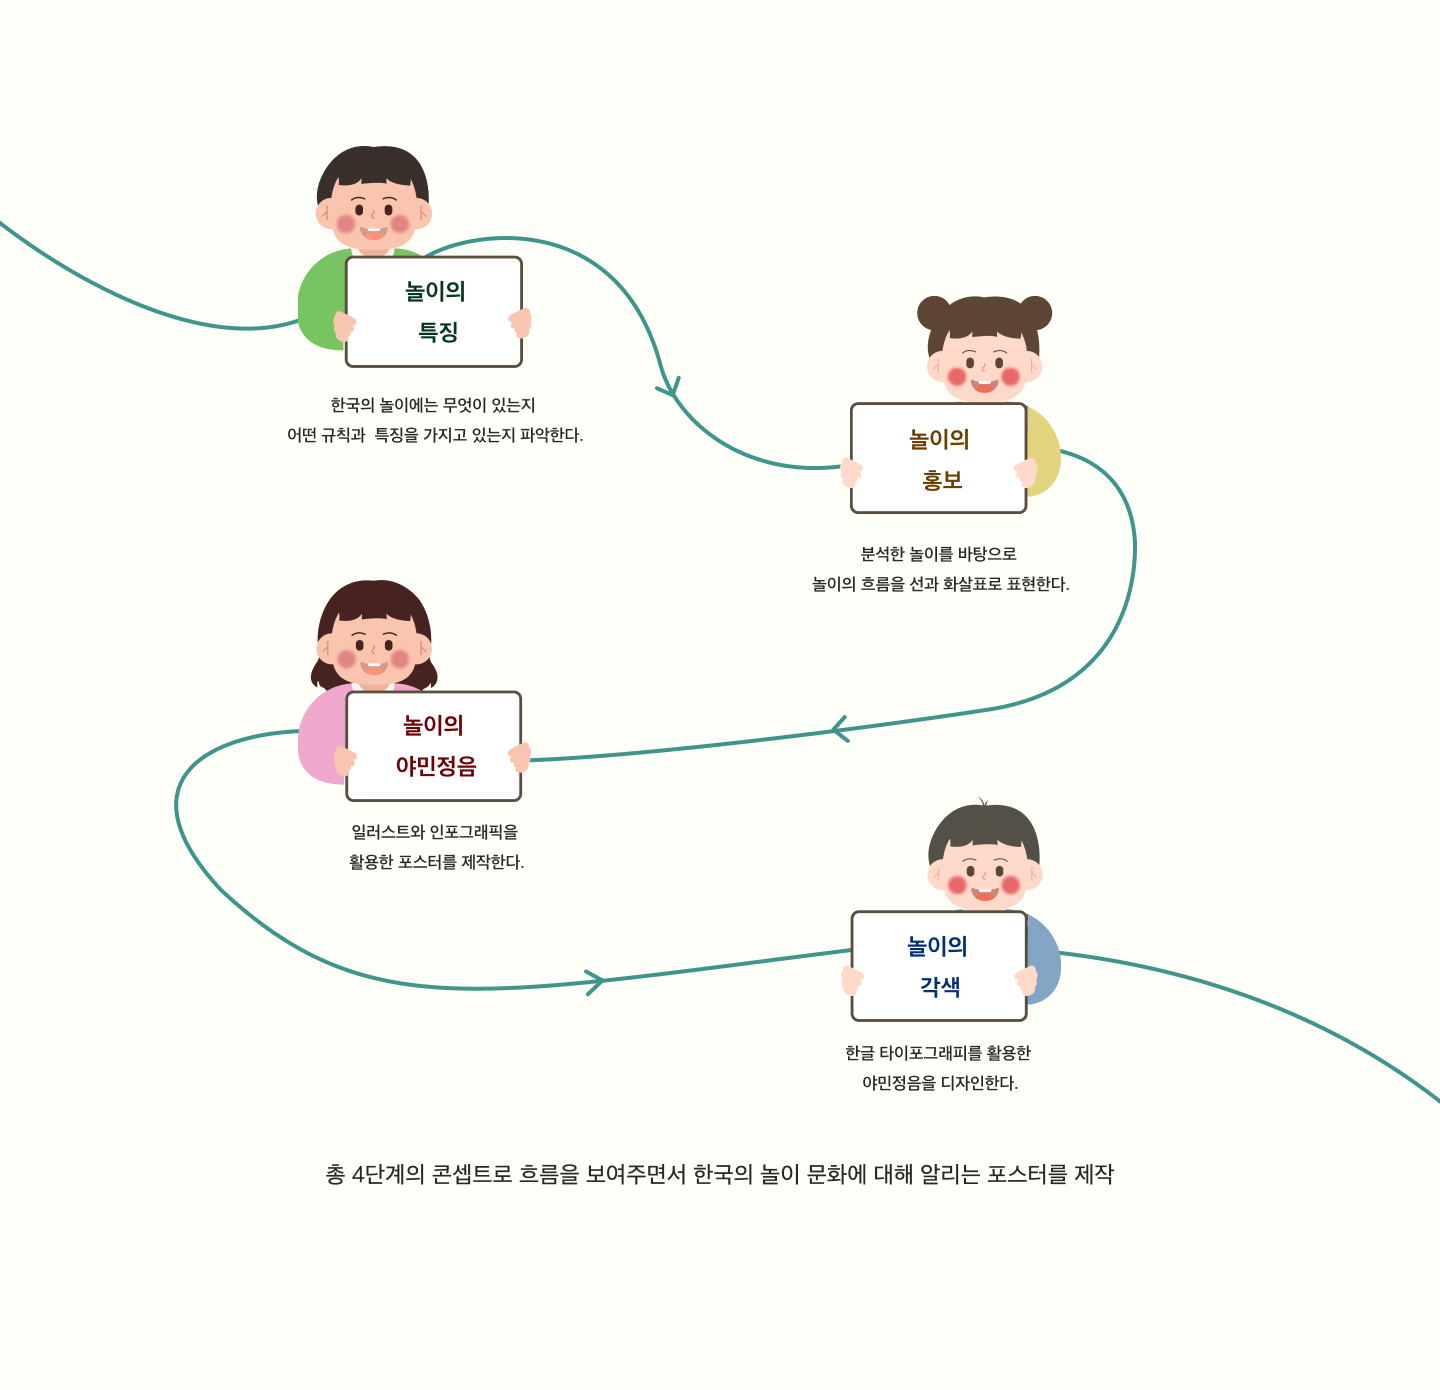 놀이의
특징
한국의 놀이에는 무엇이 있는지
어떤 규칙과 특징을 가지고 있는지 파악한다.
놀이의
홍보
분석한 놀이를 바탕으로
놀이의 흐름을 선과 화살표로 표현한다.
놀이의
야민정음
일러스트와 인포그래픽을
활용한 포스터를 제작한다.
놀이의
각색
한글 타이포그래피를 활용한
야민정음을 디자인한다.
총 4단계의 콘셉트로 흐름을 보여주면서 한국의 놀이 문화에 대해 알리는 포스터를 제작